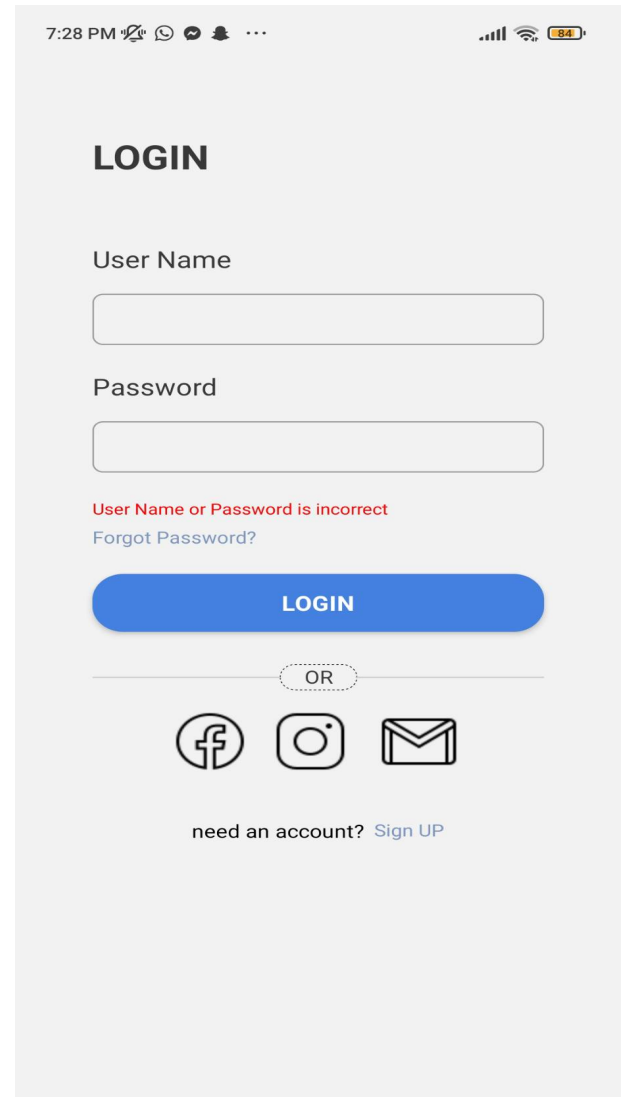 7:28 PM ... 84
LOGIN
User Name
Password
User Name or Password is incorrect
Forgot Password?
LOGIN
OR
need an account? Sign UP